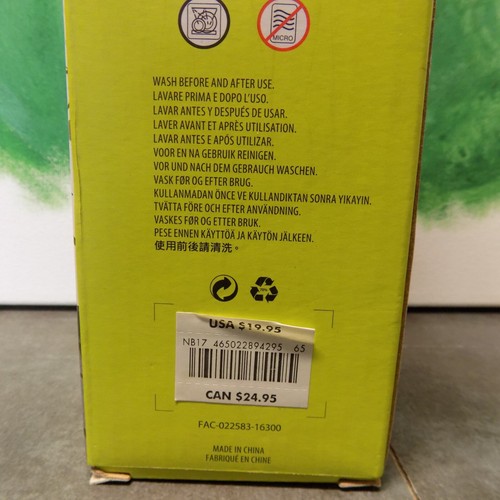 MICRO
WASH BEFORE AND AFTER USE.
LAVARE PRIMA E DOPO L'USO.
LAVAR ANTES Y DESPUÉS DE USAR.
LAVER AVANT ET APRÈS UTILISATION.
LAVAR ANTES E APÓS UTILIZAR.
VOOR EN NA GEBRUIK REINIGEN.
VOR UND NACH DEM GEBRAUCH WASCHEN.
VASK FØR OG EFTER BRUG.
KULLANMADAN ÖNCE VE KULLANDIKTAN SONRA YIKAYIN.
TVÄTTA FÖRE OCH EFTER ANVÄNDNING.
VASKES FØR OG ETTER BRUK.
PESE ENNEN KÄYTTÖÄ JA KÄYTÖN JÄLKEEN.
使用前後請清洗。
USA $19.95
NB17 465022894295 65
CAN $24.95
FAC-022583-16300
MADE IN CHINA
FABRIQUÉ EN CHINE